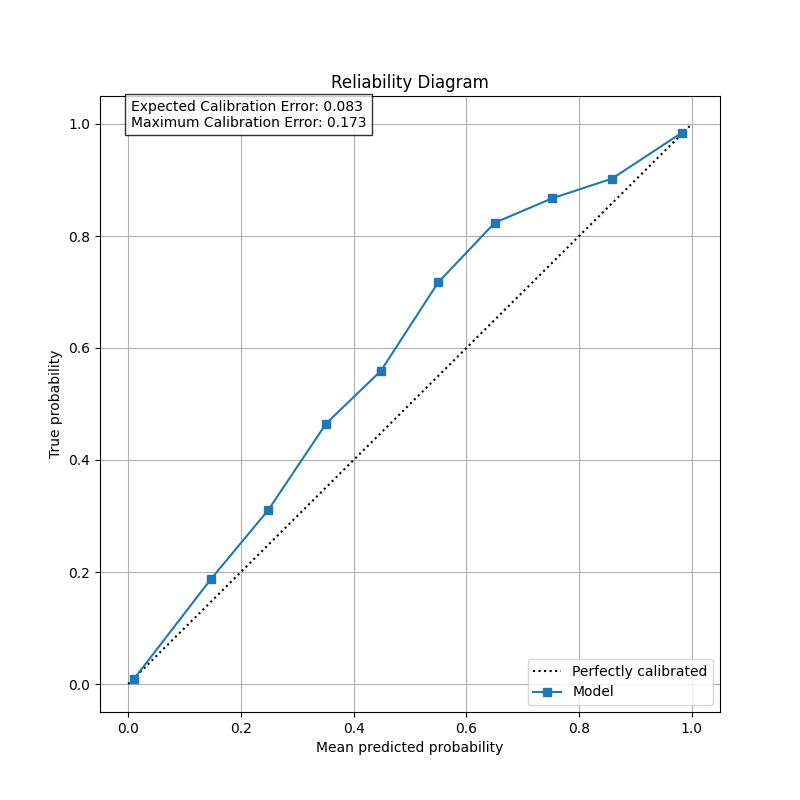 Reliability Diagram
Expected Calibration Error: 0.083
Maximum Calibration Error: 0.173
1.0
0.8
0.6
0.4
0.2
0.0
True probability
Perfectly calibrated
Model
0.0 0.2 0.4 0.6 0.8 1.0
Mean predicted probability